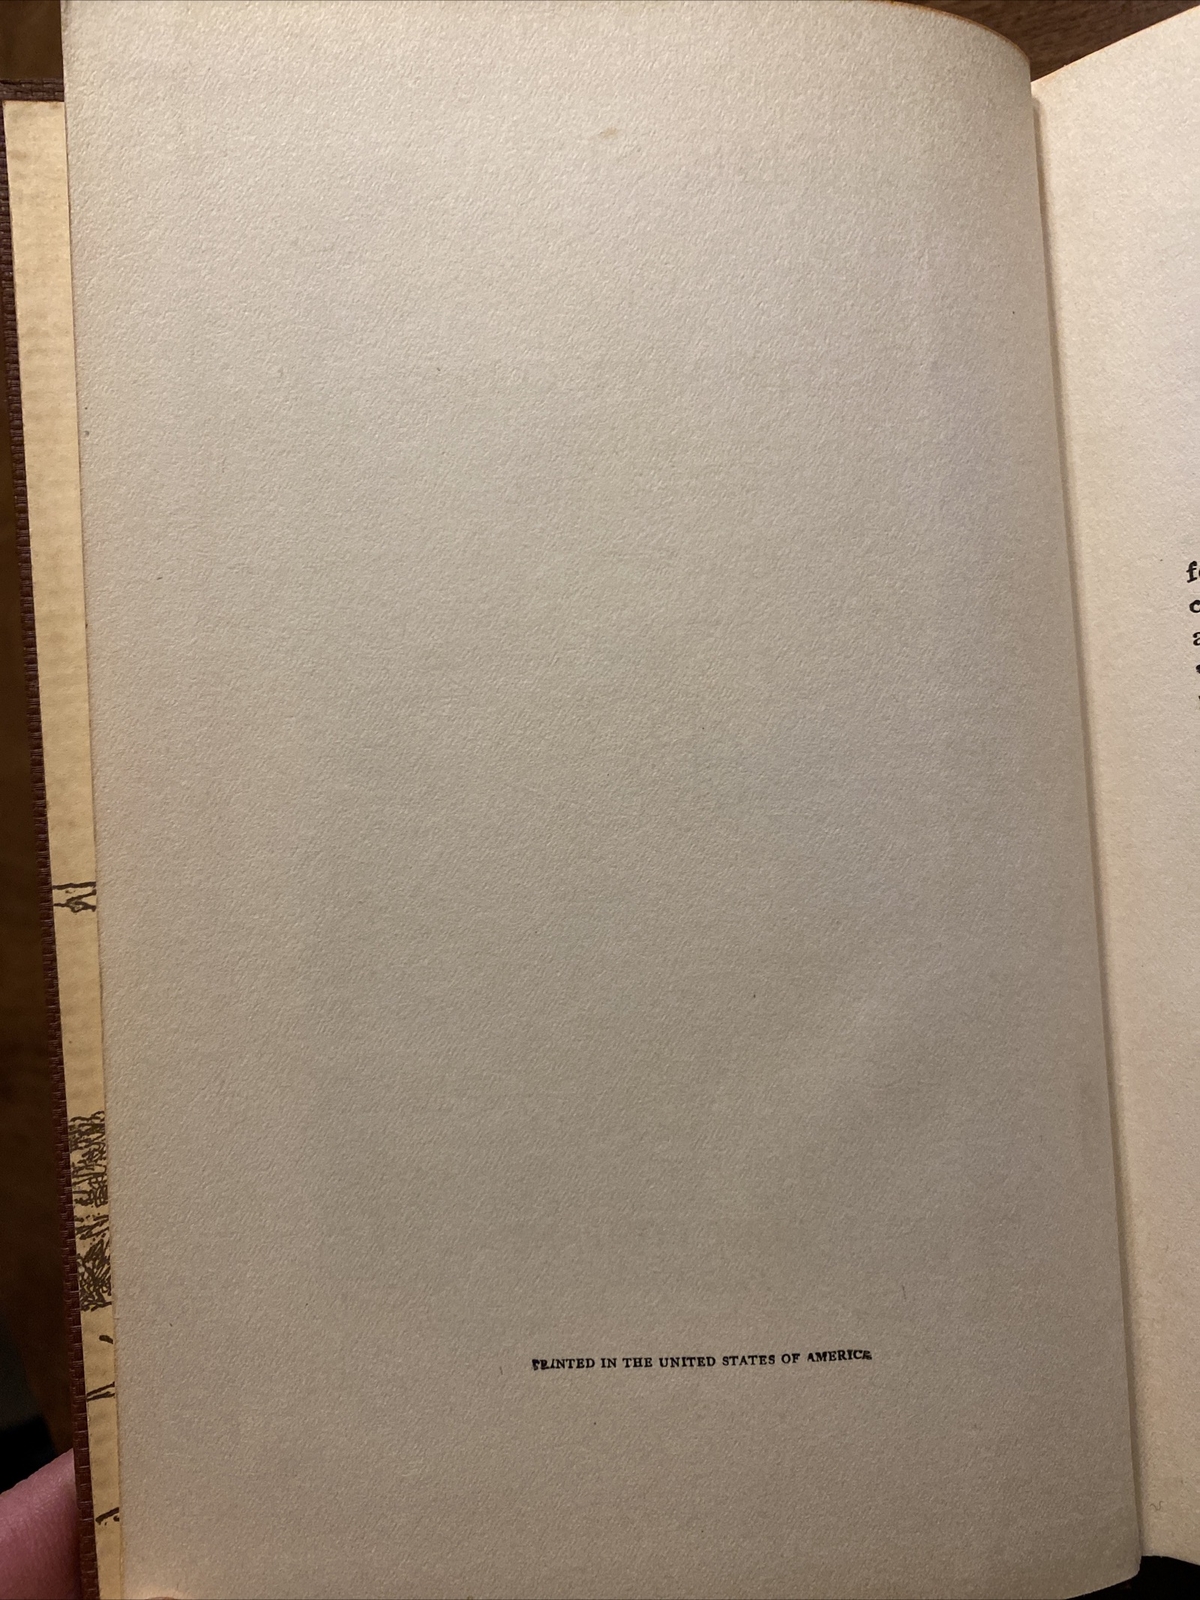 PRINTED IN THE UNITED STATES OF AMERICA